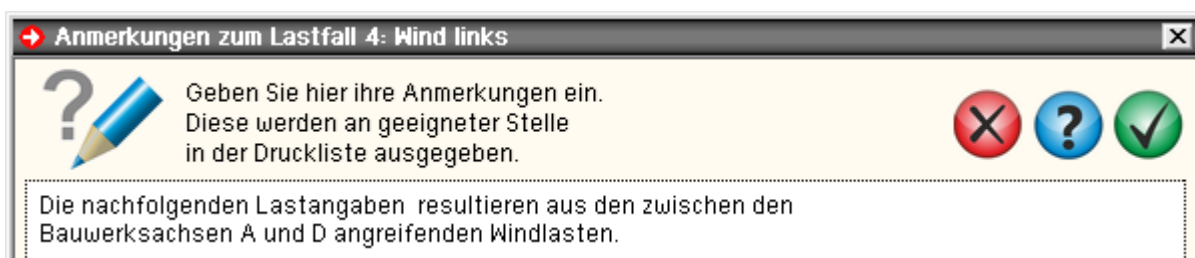 Anmerkungen zum Lastfall 4: Wind links
Geben Sie hier ihre Anmerkungen ein.
Diese werden an geeigneter Stelle
in der Druckliste ausgegeben.
Die nachfolgenden Lastangaben  resultieren aus den zwischen den
Bauwerksachsen A und D angreifenden Windlasten.